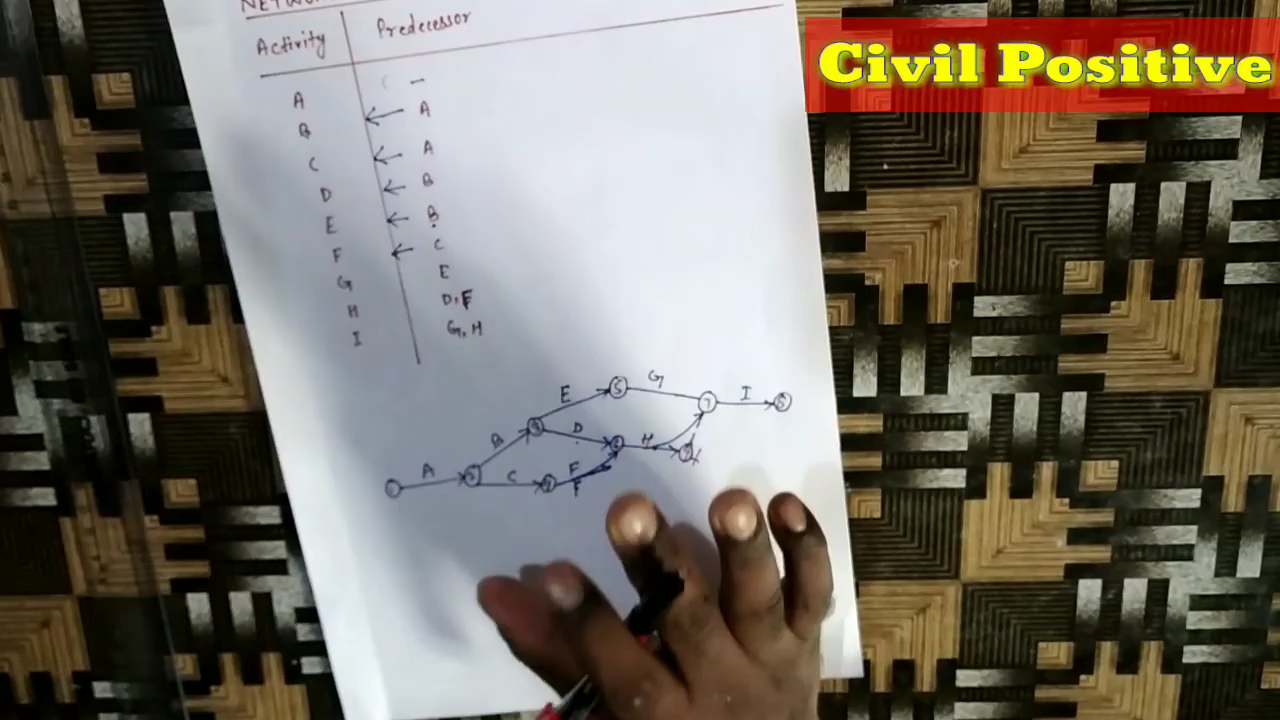 Civil Positive
Activity Predecessor
A -
B A
C A
D B
E B
F C
G E
H D, F
I G, H
E G I
B D H
A C F
F